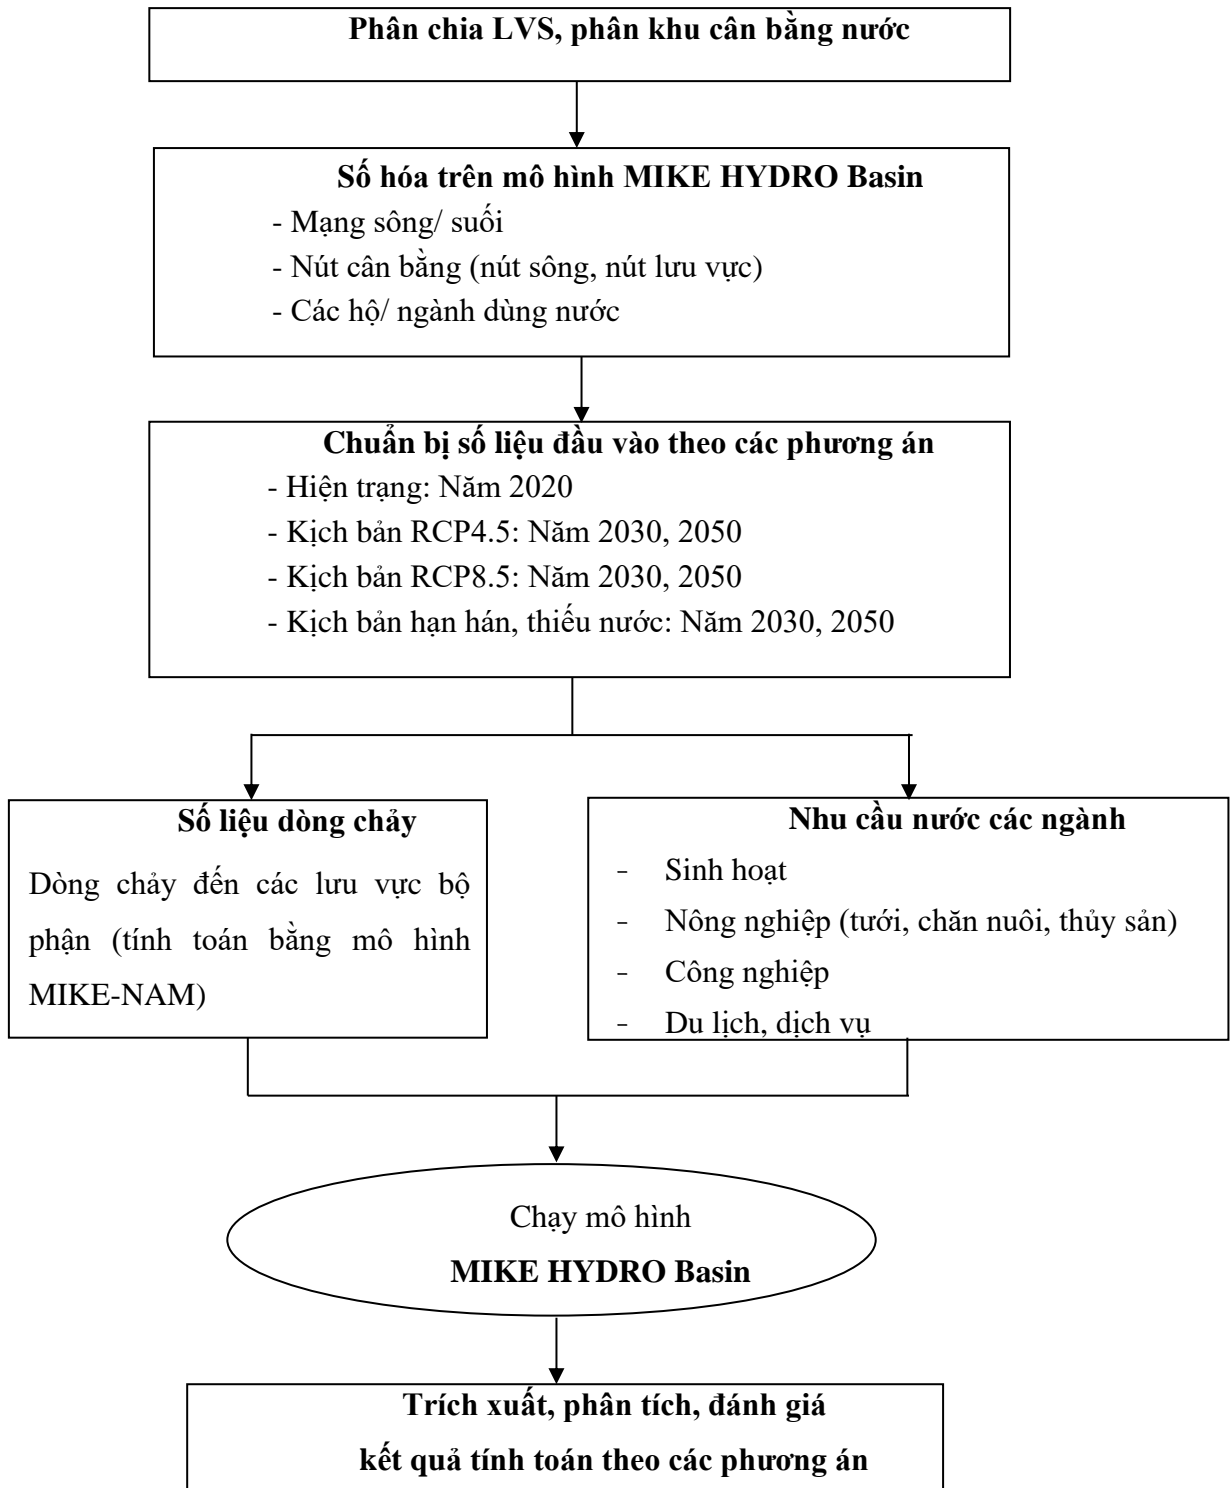 Phân chia LVS, phân khu cân bằng nước
Số hóa trên mô hình MIKE HYDRO Basin
- Mạng sông/ suối
- Nút cân bằng (nút sông, nút lưu vực)
- Các hộ/ ngành dùng nước
Chuẩn bị số liệu đầu vào theo các phương án
- Hiện trạng: Năm 2020
- Kịch bản RCP4.5: Năm 2030, 2050
- Kịch bản RCP8.5: Năm 2030, 2050
- Kịch bản hạn hán, thiếu nước: Năm 2030, 2050
Số liệu dòng chảy
Dòng chảy đến các lưu vực bộ
phận (tính toán bằng mô hình
MIKE-NAM)
Nhu cầu nước các ngành
- Sinh hoạt
- Nông nghiệp (tưới, chăn nuôi, thủy sản)
- Công nghiệp
- Du lịch, dịch vụ
Chạy mô hình
MIKE HYDRO Basin
Trích xuất, phân tích, đánh giá
kết quả tính toán theo các phương án